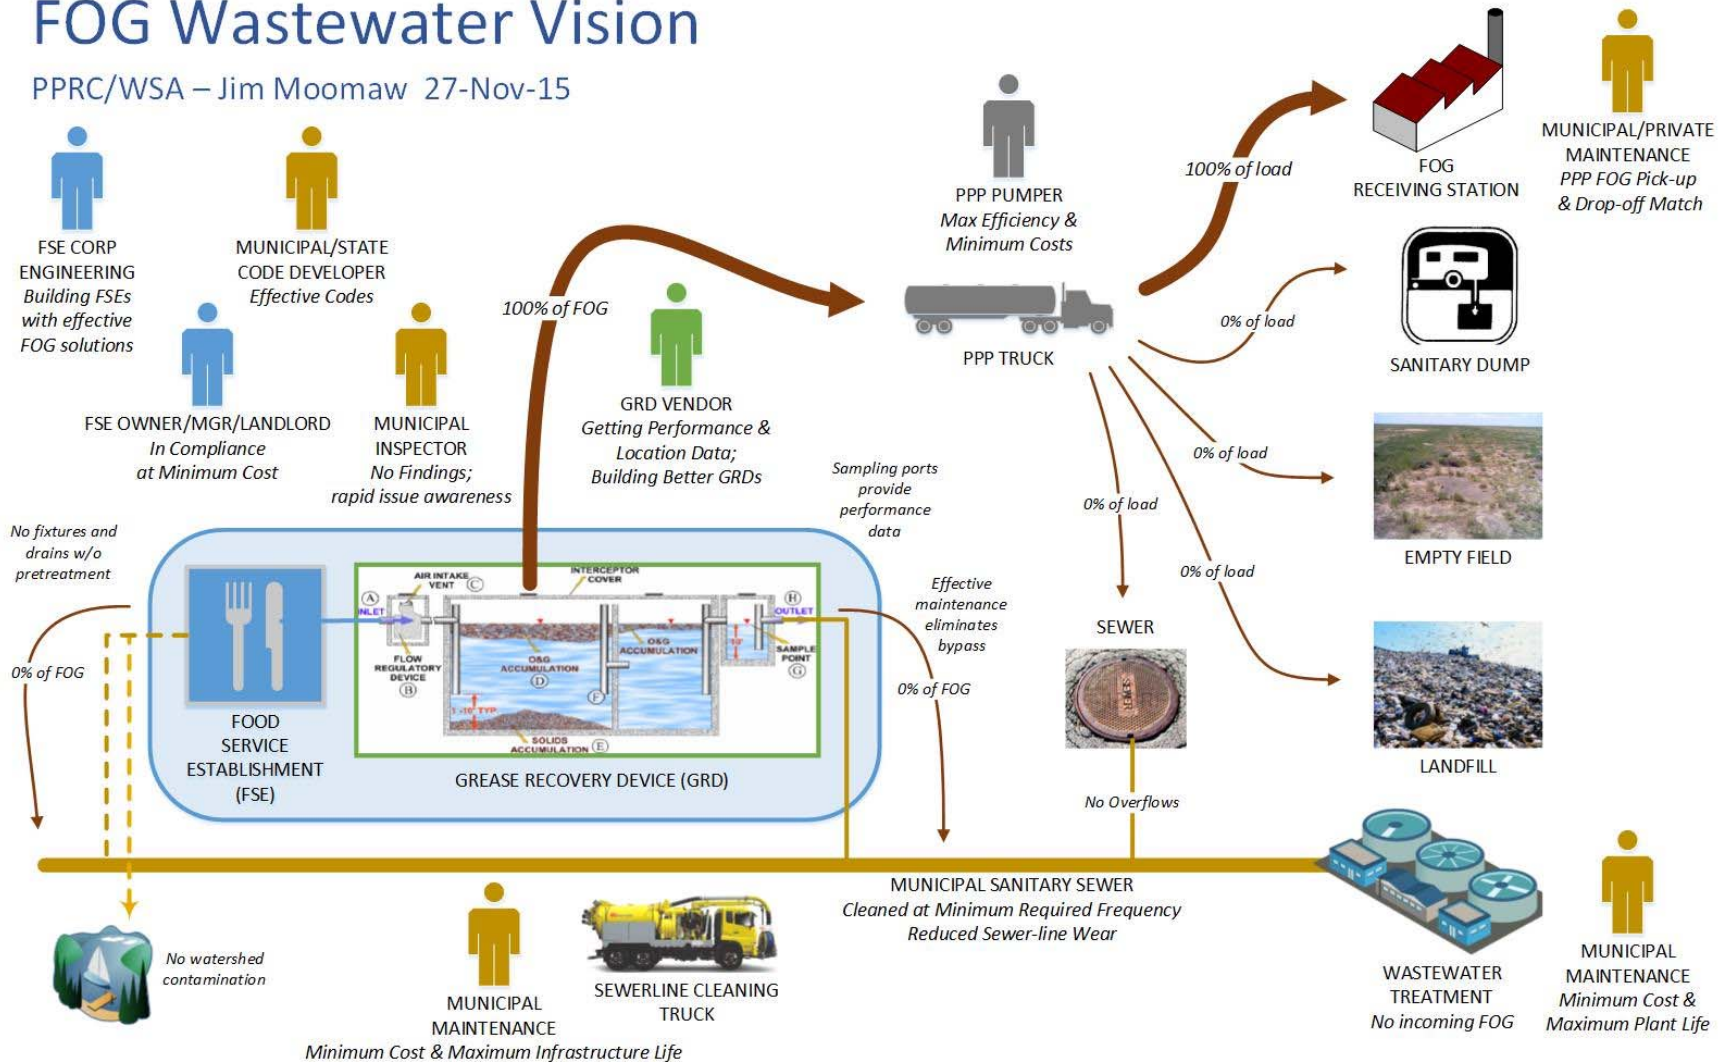 FOG Wastewater Vision
PPRC/WSA – Jim Moomaw 27-Nov-15
FSE CORP
ENGINEERING
Building FSEs
with effective
FOG solutions
MUNICIPAL/STATE
CODE DEVELOPER
Effective Codes
FSE OWNER/MGR/LANDLORD
In Compliance
at Minimum Cost
MUNICIPAL
INSPECTOR
No Findings;
rapid issue awareness
100% of FOG
GRD VENDOR
Getting Performance &
Location Data;
Building Better GRDs
PPP PUMPER
Max Efficiency &
Minimum Costs
PPP TRUCK
100% of load
FOG
RECEIVING STATION
MUNICIPAL/PRIVATE
MAINTENANCE
PPP FOG Pick-up
& Drop-off Match
0% of load
SANITARY DUMP
0% of load
EMPTY FIELD
0% of load
0% of load
LANDFILL
SEWER
SEWER
No Overflows
Sampling ports
provide
performance
data
Effective
maintenance
eliminates
bypass
0% of FOG
No fixtures and
drains w/o
pretreatment
0% of FOG
FOOD
SERVICE
ESTABLISHMENT
(FSE)
AIR INTAKE
VENT C
INTERCEPTOR
COVER
A
INLET
FLOW
REGULATORY
DEVICE
B
O&G
ACCUMULATION
D
O&G
ACCUMULATION
F
SOLIDS
ACCUMULATION E
H
OUTLET
SAMPLE
POINT
G
GREASE RECOVERY DEVICE (GRD)
MUNICIPAL SANITARY SEWER
Cleaned at Minimum Required Frequency
Reduced Sewer-line Wear
No watershed
contamination
MUNICIPAL
MAINTENANCE
Minimum Cost & Maximum Infrastructure Life
SEWERLINE CLEANING
TRUCK
WASTEWATER
TREATMENT
No incoming FOG
MUNICIPAL
MAINTENANCE
Minimum Cost &
Maximum Plant Life